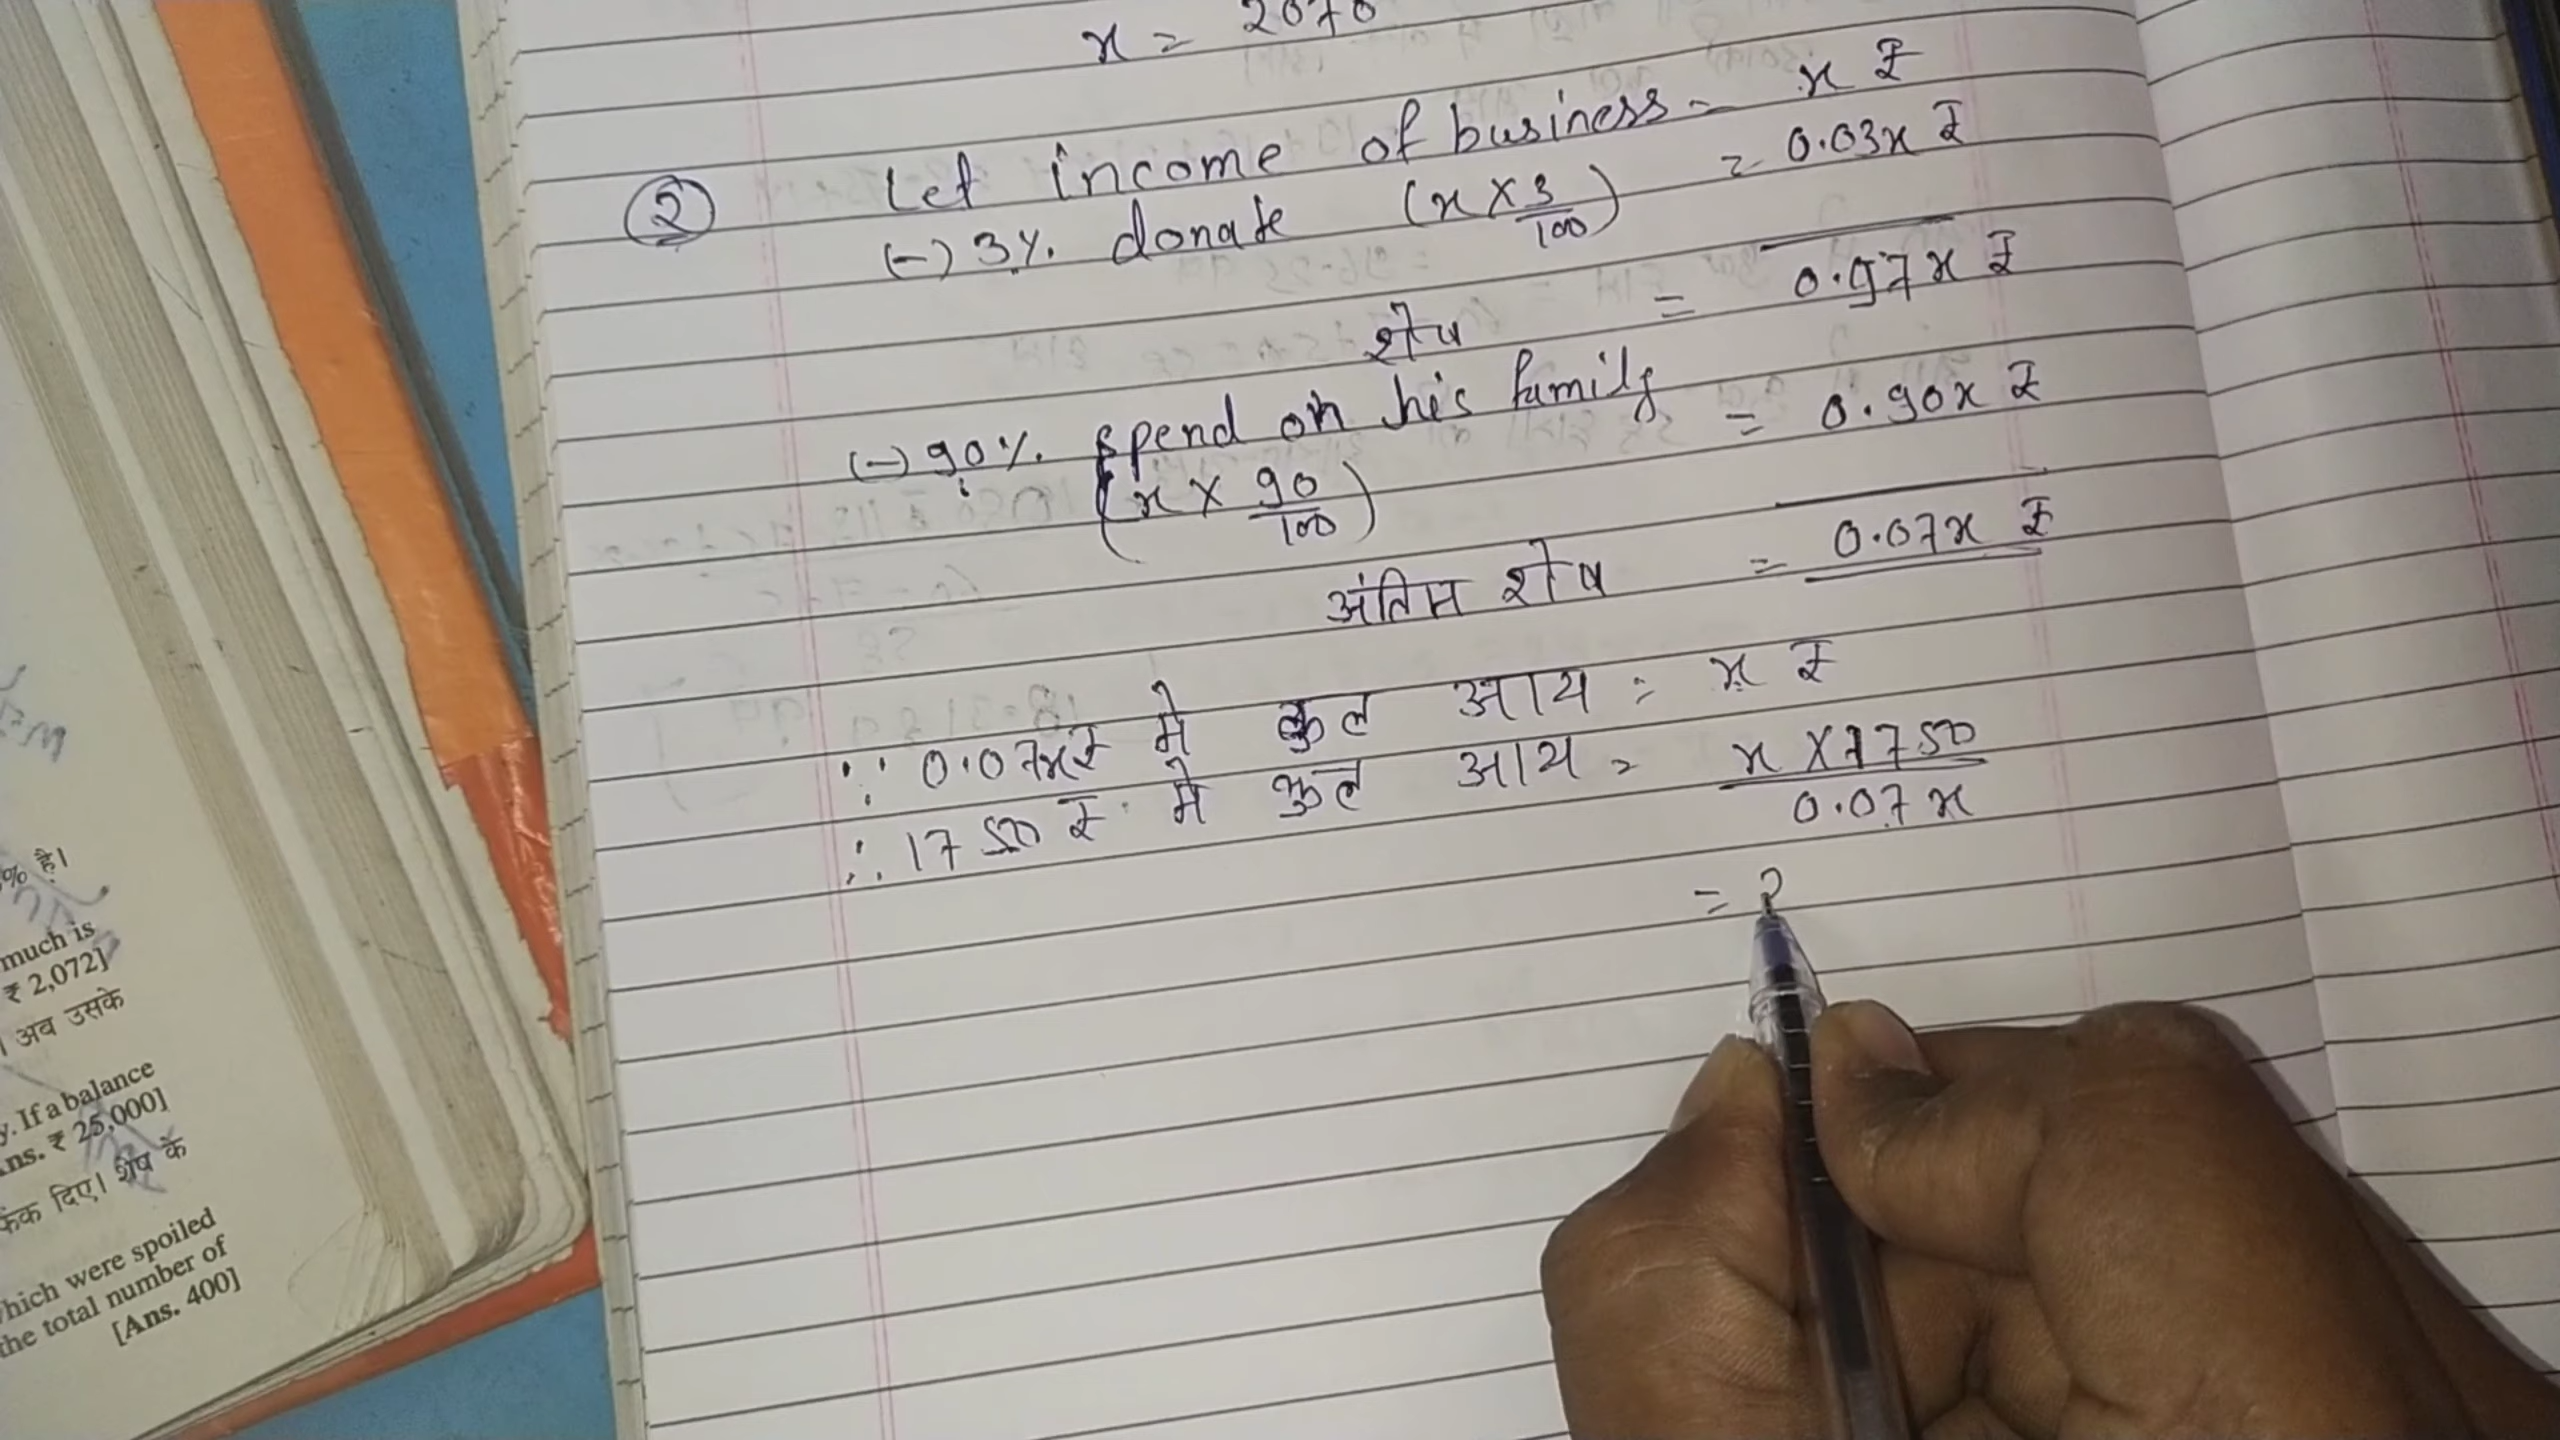 x = 2070
② Let income of business = x ₹
(-) 3%. donate (x × 3/100) = 0.03x ₹
शेष = 0.97x ₹
(-) 90%. spend on his family = 0.90x ₹
(x × 90/100)
अंतिम शेष = 0.07x ₹
∵ 0.07x₹ में कुल आय = x ₹
∴ 1750 ₹ में कुल आय = x × 1750 / 0.07x
= 2
% है।
much is
₹ 2,072]
। अब उसके
y. If a balance
ns. ₹ 25,000]
फेंक दिए। शेष के
hich were spoiled
the total number of
[Ans. 400]